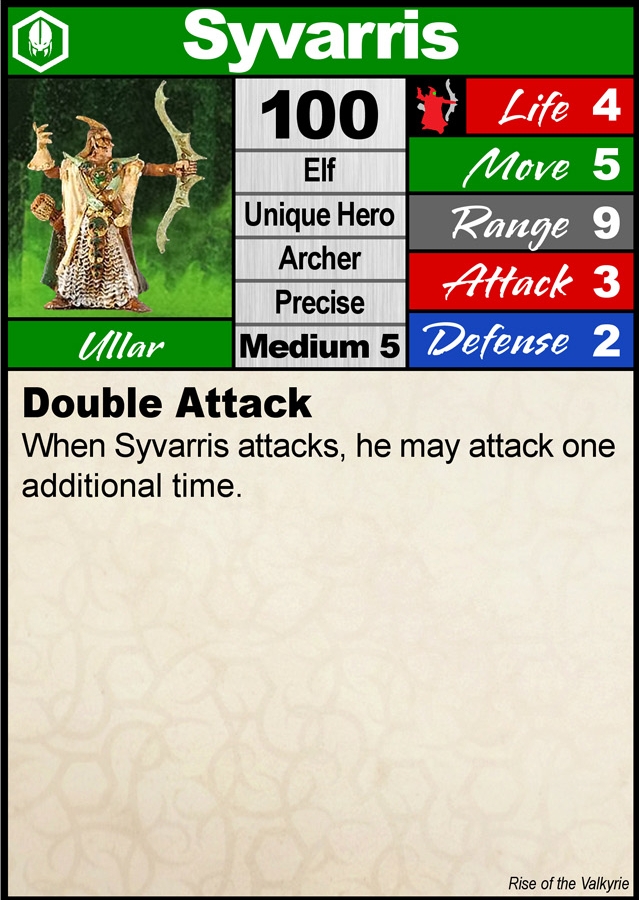 Syvarris
100
Elf
Unique Hero
Archer
Precise
Medium 5
Life 4
Move 5
Range 9
Attack 3
Defense 2
Ullar
Double Attack
When Syvarris attacks, he may attack one
additional time.
Rise of the Valkyrie